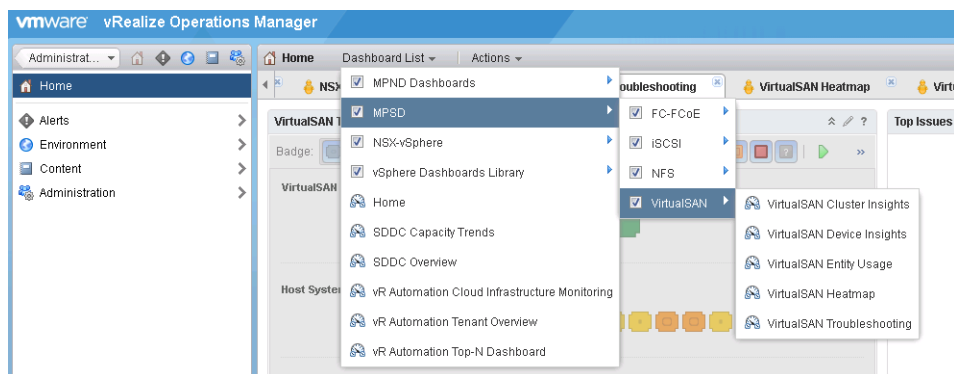 vmware vRealize Operations Manager
Administrat...
Home Dashboard List Actions
Home
Alerts
Environment
Content
Administration
NSX
oubleshooting
VirtualSAN Heatmap
Virtu
VirtualSAN T
? Top Issues
Badge:
?
»
VirtualSAN
Host System
MPND Dashboards
MPSD
NSX-vSphere
vSphere Dashboards Library
Home
SDDC Capacity Trends
SDDC Overview
vR Automation Cloud Infrastructure Monitoring
vR Automation Tenant Overview
vR Automation Top-N Dashboard
FC-FCoE
iSCSI
NFS
VirtualSAN
VirtualSAN Cluster Insights
VirtualSAN Device Insights
VirtualSAN Entity Usage
VirtualSAN Heatmap
VirtualSAN Troubleshooting